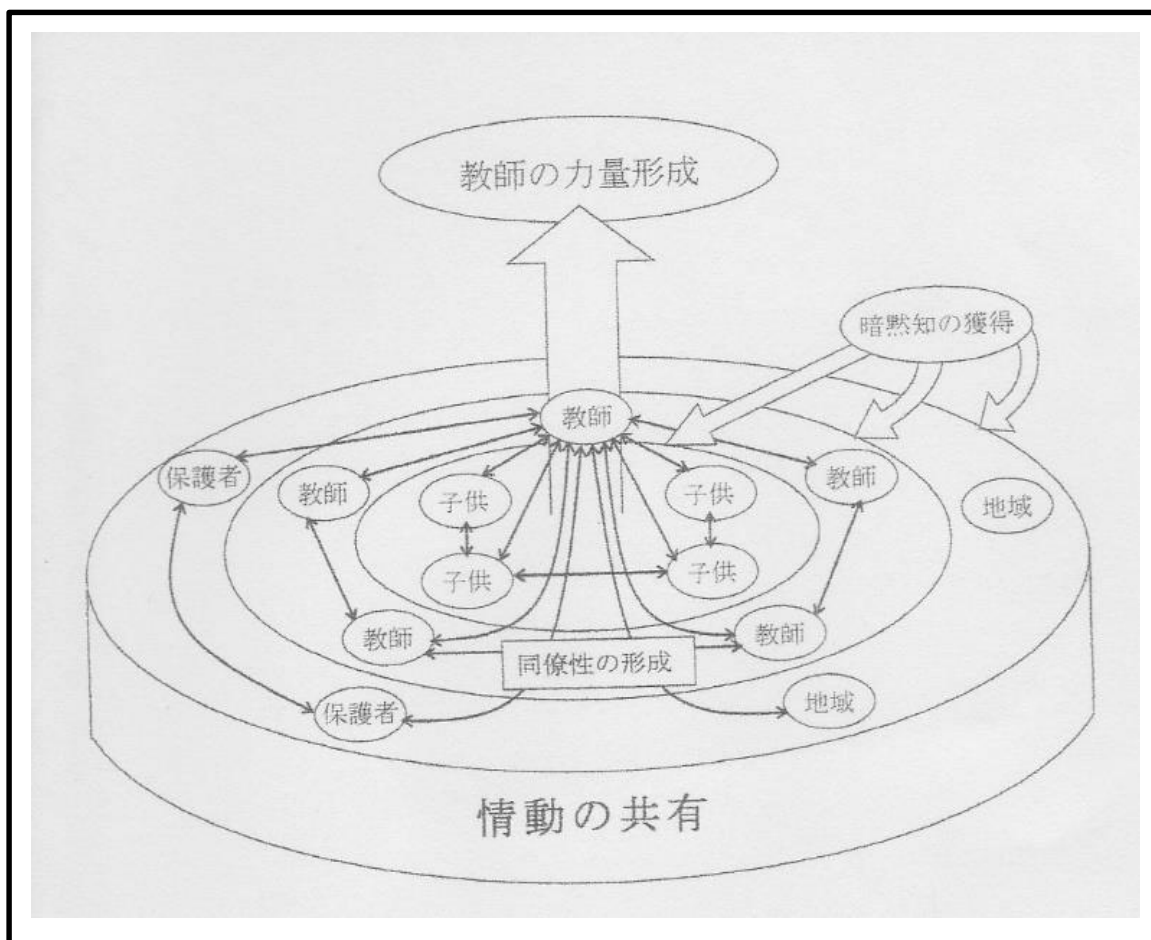 教師の力量形成
暗黙知の獲得
教師
保護者
教師
子供
子供
教師
地域
子供
子供
教師
教師
同僚性の形成
保護者
地域
情動の共有